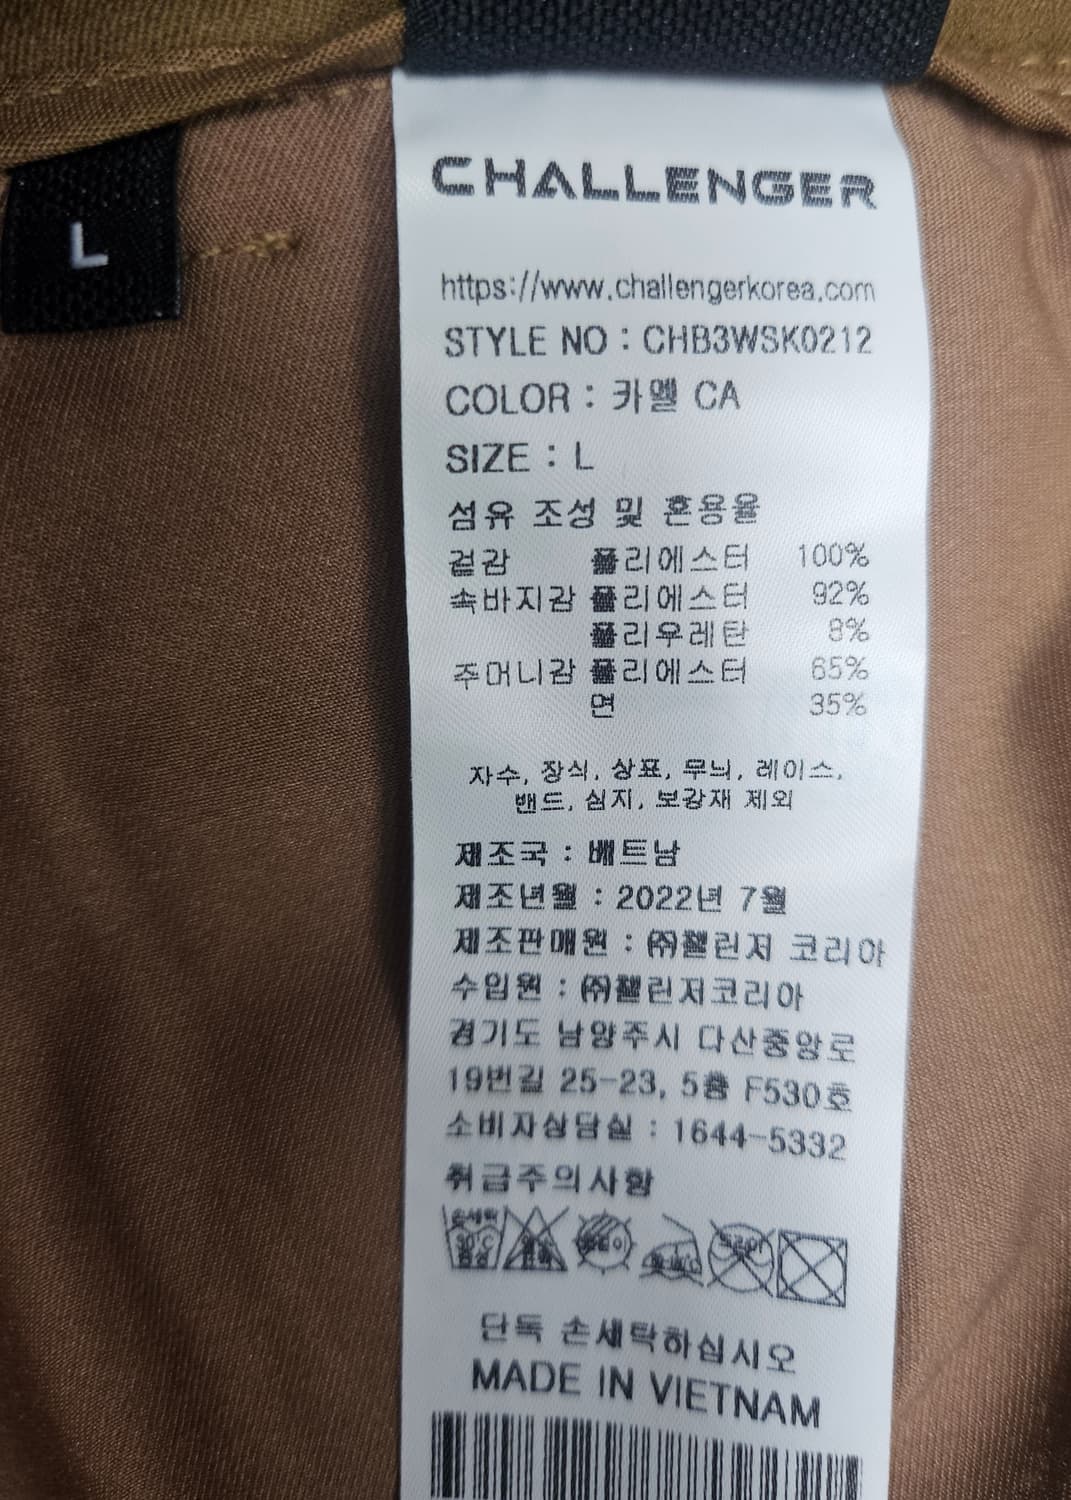 L
CHALLENGER
https://www.challengerkorea.com
STYLE NO : CHB3WSK0212
COLOR : 카멜 CA
SIZE : L
섬유 조성 및 혼용율
겉감 폴리에스터 100%
속바지감 폴리에스터 92%
폴리우레탄 8%
주머니감 폴리에스터 65%
면 35%
자수, 장식, 상표, 무늬, 레이스,
밴드, 심지, 보강재 제외
제조국 : 베트남
제조년월 : 2022년 7월
제조판매원 : ㈜챌린저 코리아
수입원 : ㈜챌린저코리아
경기도 남양주시 다산중앙로
19번길 25-23, 5층 F530호
소비자상담실 : 1644-5332
취급주의사항
손세탁
30°C
중성
단독 손세탁하십시오
MADE IN VIETNAM